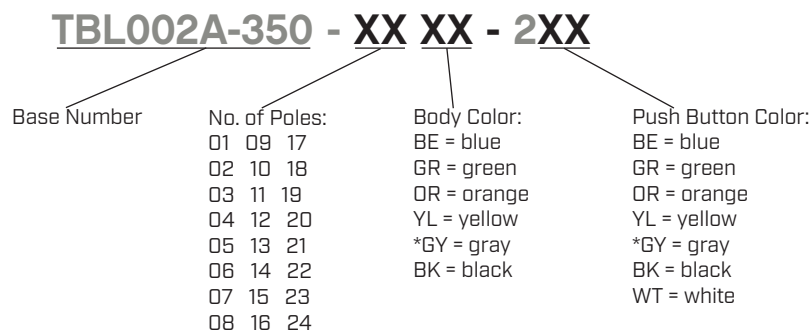 TBL002A-350 - XX XX - 2XX
Base Number
No. of Poles:
01 09 17
02 10 18
03 11 19
04 12 20
05 13 21
06 14 22
07 15 23
08 16 24
Body Color:
BE = blue
GR = green
OR = orange
YL = yellow
*GY = gray
BK = black
Push Button Color:
BE = blue
GR = green
OR = orange
YL = yellow
*GY = gray
BK = black
WT = white